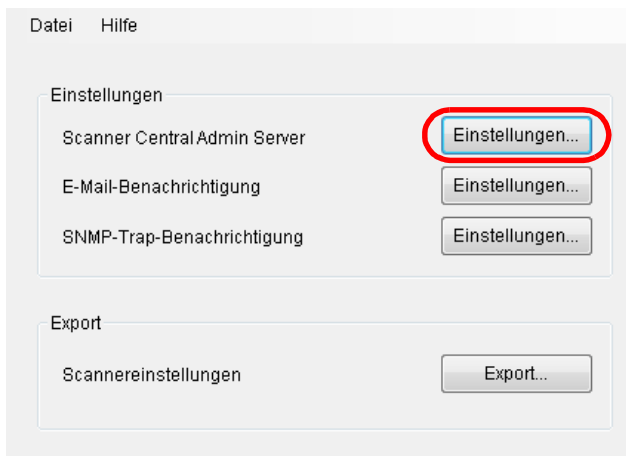 Datei Hilfe
Einstellungen
Scanner Central Admin Server Einstellungen...
E-Mail-Benachrichtigung Einstellungen...
SNMP-Trap-Benachrichtigung Einstellungen...
Export
Scannereinstellungen Export...